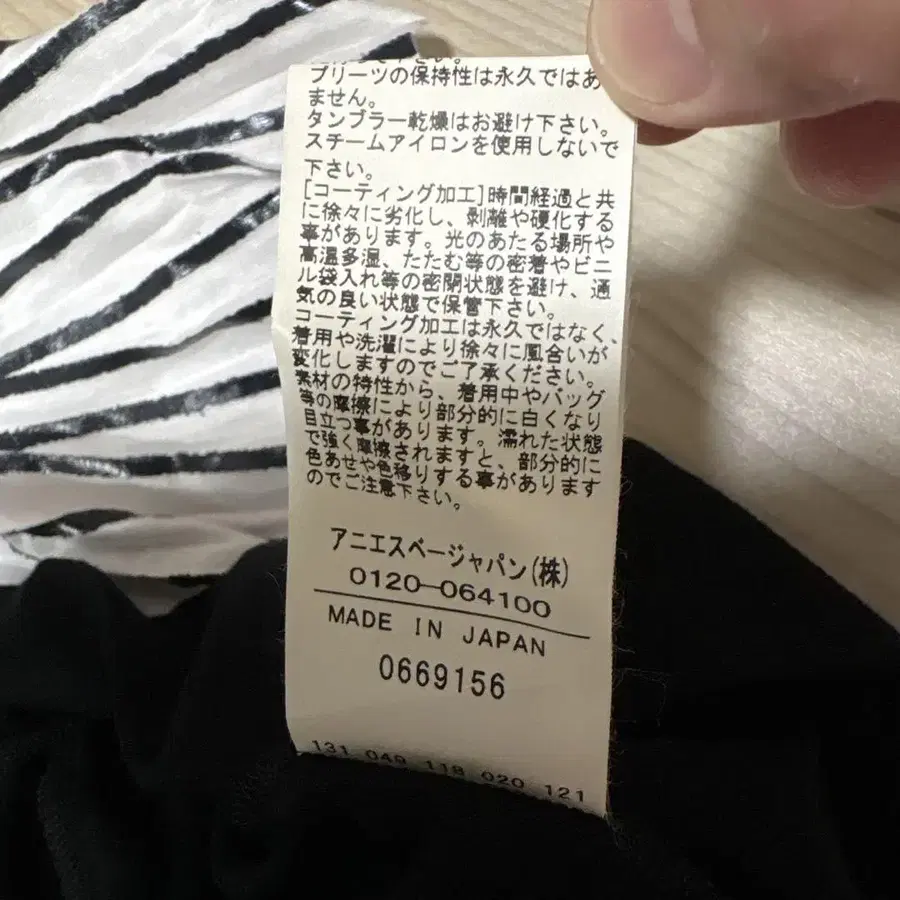 下さい。
プリーツの保持性は永久ではあり
ません。
タンブラー乾燥はお避け下さい。
スチームアイロンを使用しないで
下さい。
[コーティング加工]時間経過と共
に徐々に劣化し、剥離や硬化する
事があります。光のあたる場所や
高温多湿、たたむ等の密着やビニ
ル袋入れ等の密閉状態を避け、通
気の良い状態で保管下さい。
コーティング加工は永久ではなく、
着用や洗濯により徐々に風合いが
変化しますのでご了承ください。
素材の特性から、着用中やバッグ
等の摩擦により部分的に白くなり
目立つ事があります。濡れた状態
で強く摩擦されますと、部分的に
色あせや色移りする事があります
のでご注意下さい。
アニエスベージャパン(株)
0120-064100
MADE IN JAPAN
0669156
131 049 118 020 121